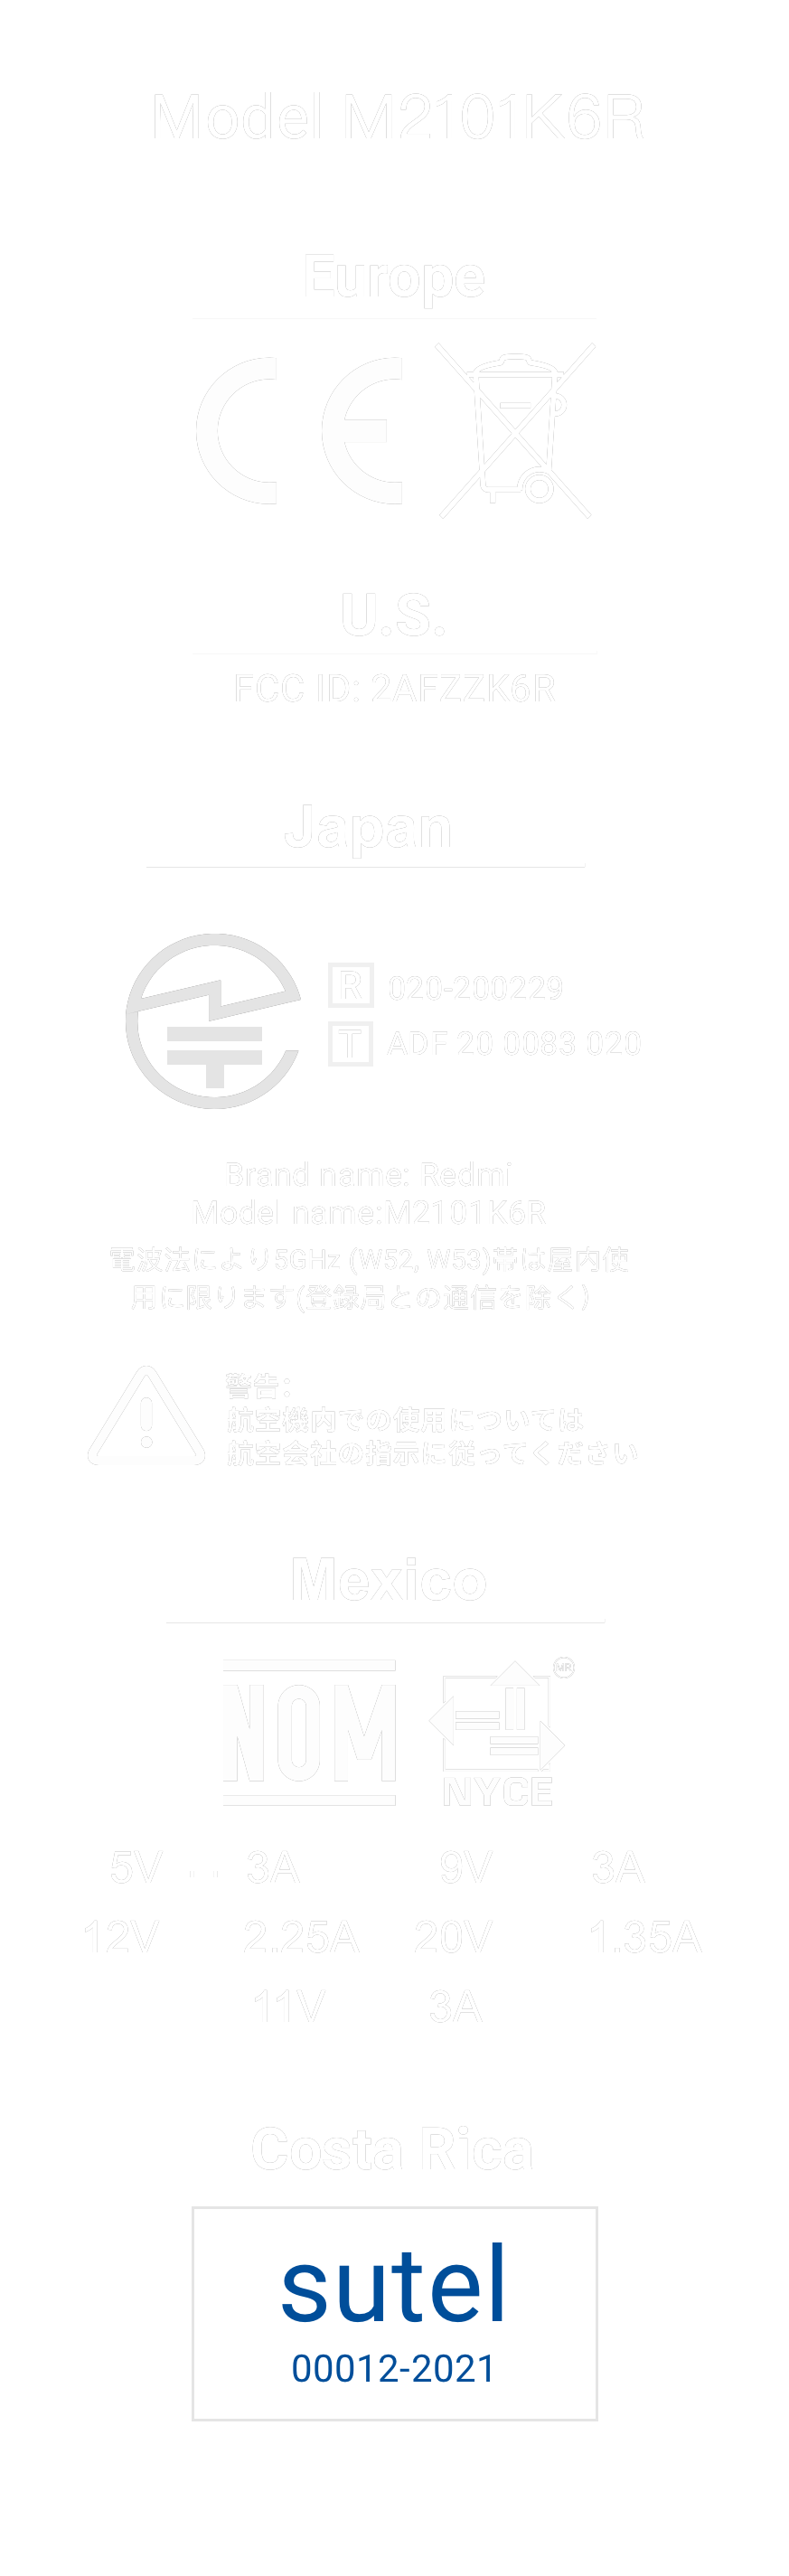 Model M2101K6R
Europe
CE
U.S.
FCC ID: 2AFZZK6R
Japan
R 020-200229
T ADF 20 0083 020
Brand name: Redmi
Model name:M2101K6R
電波法により5GHz (W52, W53)帯は屋内使
用に限ります(登録局との通信を除く)
警告:
航空機内での使用については
航空会社の指示に従ってください
Mexico
NOM
MR
NYCE
5V 3A 9V 3A
12V 2.25A 20V 1.35A
11V 3A
Costa Rica
sutel
00012-2021